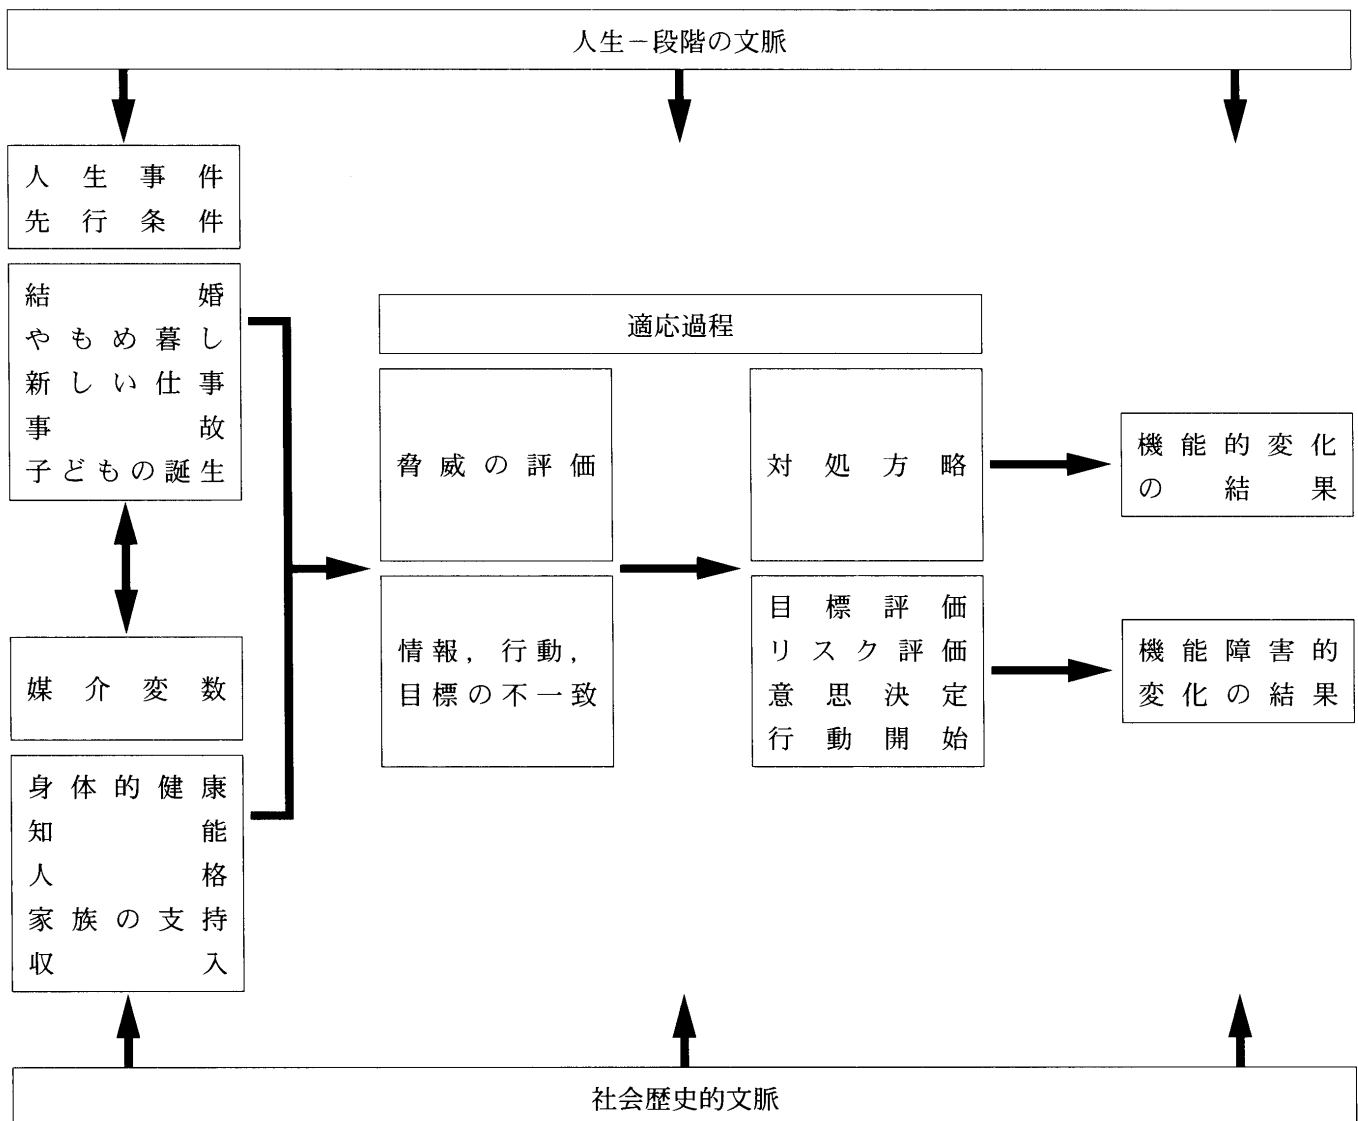 人生－段階の文脈
人生事件
先行条件
結婚
やもめ暮し
新しい仕事
事故
子どもの誕生
媒介変数
身体的健康
知能
人格
家族の支持
収入
適応過程
脅威の評価
情報，行動，
目標の不一致
対処方略
目標評価
リスク評価
意思決定
行動開始
機能的変化
の結果
機能障害的
変化の結果
社会歴史的文脈